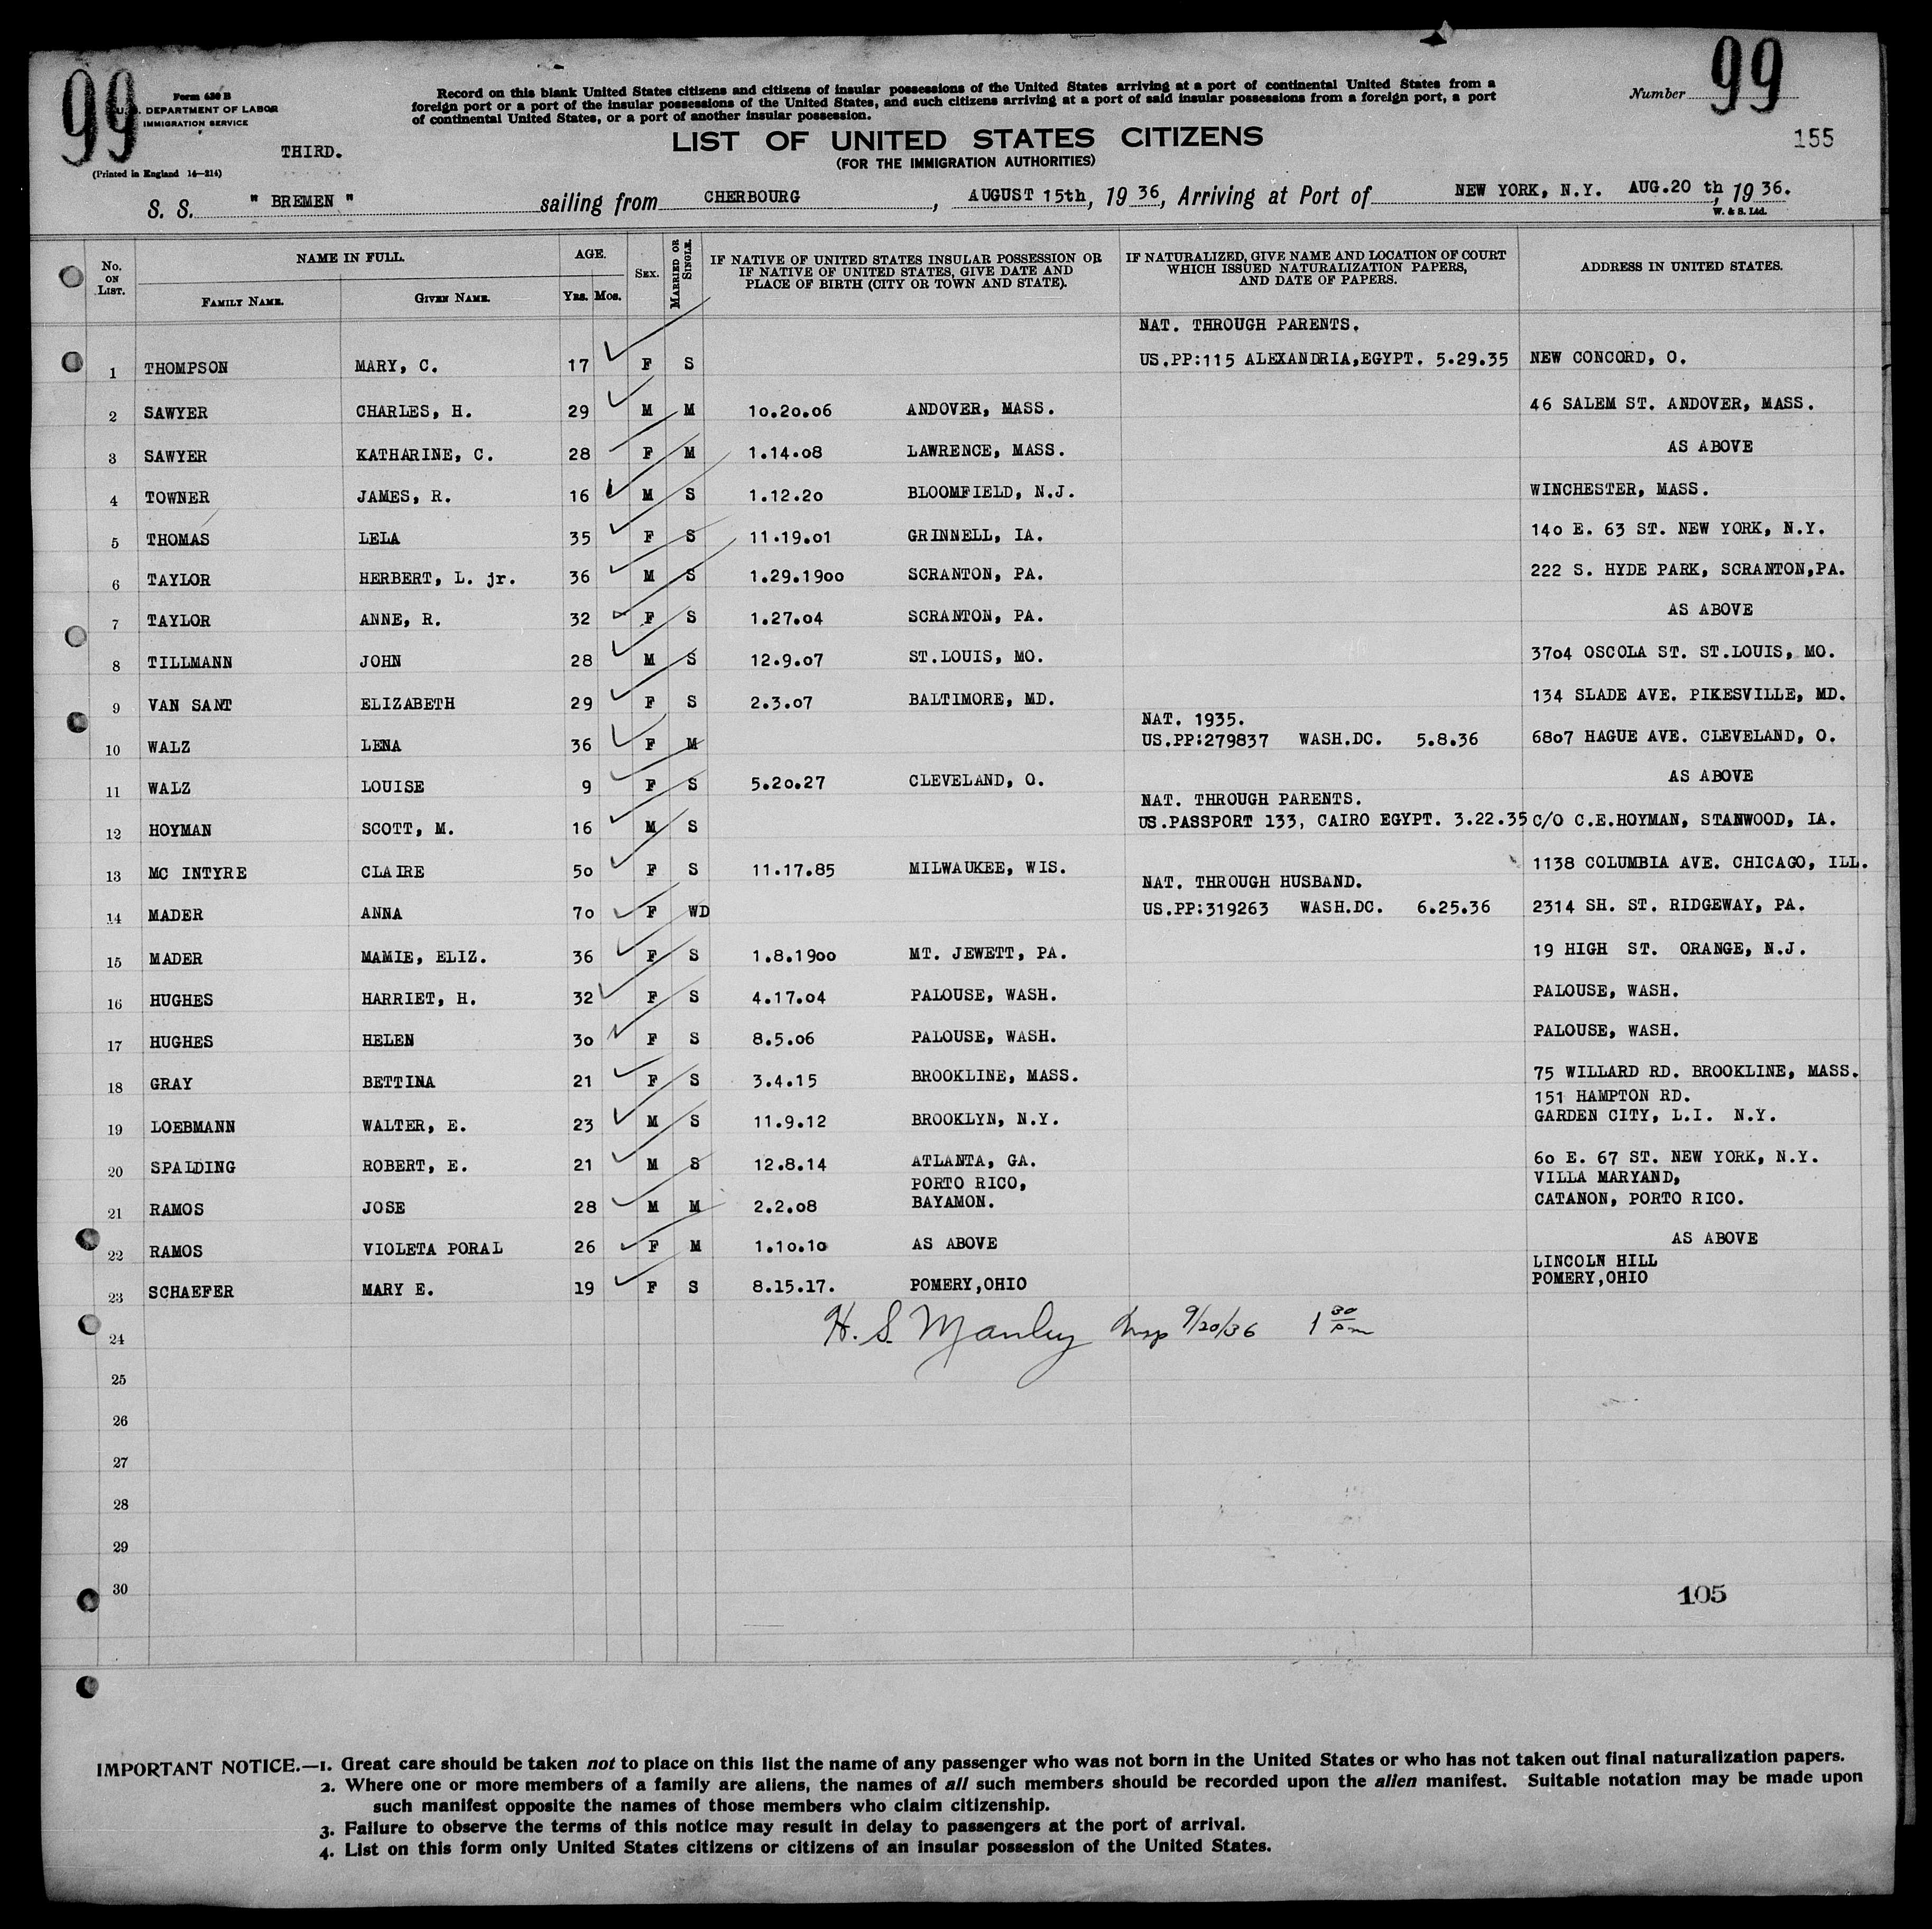 99
Form 630 B
U.S. DEPARTMENT OF LABOR
IMMIGRATION SERVICE
(Printed in England 14—214)
THIRD.
Record on this blank United States citizens and citizens of insular possessions of the United States arriving at a port of continental United States from a
foreign port or a port of the insular possessions of the United States, and such citizens arriving at a port of said insular possessions from a foreign port, a port
of continental United States, or a port of another insular possession.
Number 99
155
LIST OF UNITED STATES CITIZENS
(FOR THE IMMIGRATION AUTHORITIES)
S. S. " BREMEN " sailing from CHERBOURG, AUGUST 15th, 1936, Arriving at Port of NEW YORK, N.Y. AUG.20 th, 1936.
W. & S. Ltd.
No. ON LIST. NAME IN FULL. FAMILY NAME. GIVEN NAME. AGE. YRS. MOS. SEX. MARRIED OR SINGLE. IF NATIVE OF UNITED STATES INSULAR POSSESSION OR IF NATIVE OF UNITED STATES, GIVE DATE AND PLACE OF BIRTH (CITY OR TOWN AND STATE). IF NATURALIZED, GIVE NAME AND LOCATION OF COURT WHICH ISSUED NATURALIZATION PAPERS, AND DATE OF PAPERS. ADDRESS IN UNITED STATES.
NAT. THROUGH PARENTS.
1 THOMPSON MARY, C. 17 F S US.PP:115 ALEXANDRIA,EGYPT. 5.29.35 NEW CONCORD, O.
2 SAWYER CHARLES, H. 29 M M 10.20.06 ANDOVER, MASS. 46 SALEM ST. ANDOVER, MASS.
3 SAWYER KATHARINE, C. 28 F M 1.14.08 LAWRENCE, MASS. AS ABOVE
4 TOWNER JAMES, R. 16 M S 1.12.20 BLOOMFIELD, N.J. WINCHESTER, MASS.
5 THOMAS LELA 35 F S 11.19.01 GRINNELL, IA. 140 E. 63 ST. NEW YORK, N.Y.
6 TAYLOR HERBERT, L. jr. 36 M S 1.29.1900 SCRANTON, PA. 222 S. HYDE PARK, SCRANTON,PA.
7 TAYLOR ANNE, R. 32 F S 1.27.04 SCRANTON, PA. AS ABOVE
8 TILLMANN JOHN 28 M S 12.9.07 ST.LOUIS, MO. 3704 OSCOLA ST. ST.LOUIS, MO.
9 VAN SANT ELIZABETH 29 F S 2.3.07 BALTIMORE, MD. 134 SLADE AVE. PIKESVILLE, MD.
NAT. 1935.
10 WALZ LENA 36 F M US.PP:279837 WASH.DC. 5.8.36 6807 HAGUE AVE. CLEVELAND, O.
11 WALZ LOUISE 9 F S 5.20.27 CLEVELAND, O. AS ABOVE
NAT. THROUGH PARENTS.
12 HOYMAN SCOTT, M. 16 M S US.PASSPORT 133, CAIRO EGYPT. 3.22.35 C/O C.E.HOYMAN, STANWOOD, IA.
13 MC INTYRE CLAIRE 50 F S 11.17.85 MILWAUKEE, WIS. 1138 COLUMBIA AVE. CHICAGO, ILL.
NAT. THROUGH HUSBAND.
14 MADER ANNA 70 F WD US.PP:319263 WASH.DC. 6.25.36 2314 SH. ST. RIDGEWAY, PA.
15 MADER MAMIE, ELIZ. 36 F S 1.8.1900 MT. JEWETT, PA. 19 HIGH ST. ORANGE, N.J.
16 HUGHES HARRIET, H. 32 F S 4.17.04 PALOUSE, WASH. PALOUSE, WASH.
17 HUGHES HELEN 30 F S 8.5.06 PALOUSE, WASH. PALOUSE, WASH.
18 GRAY BETTINA 21 F S 3.4.15 BROOKLINE, MASS. 75 WILLARD RD. BROOKLINE, MASS.
151 HAMPTON RD.
19 LOEBMANN WALTER, E. 23 M S 11.9.12 BROOKLYN, N.Y. GARDEN CITY, L.I. N.Y.
20 SPALDING ROBERT, E. 21 M S 12.8.14 ATLANTA, GA. 60 E. 67 ST. NEW YORK, N.Y.
PORTO RICO, VILLA MARYAND,
21 RAMOS JOSE 28 M M 2.2.08 BAYAMON. CATANON, PORTO RICO.
22 RAMOS VIOLETA PORAL 26 F M 1.10.10 AS ABOVE AS ABOVE
LINCOLN HILL
23 SCHAEFER MARY E. 19 F S 8.15.17. POMERY,OHIO POMERY,OHIO
24 H. S. Manley Insp 9/20/36 1 30 pm
25
26
27
28
29
30
105
IMPORTANT NOTICE.—1. Great care should be taken not to place on this list the name of any passenger who was not born in the United States or who has not taken out final naturalization papers.
2. Where one or more members of a family are aliens, the names of all such members should be recorded upon the alien manifest. Suitable notation may be made upon
such manifest opposite the names of those members who claim citizenship.
3. Failure to observe the terms of this notice may result in delay to passengers at the port of arrival.
4. List on this form only United States citizens or citizens of an insular possession of the United States.